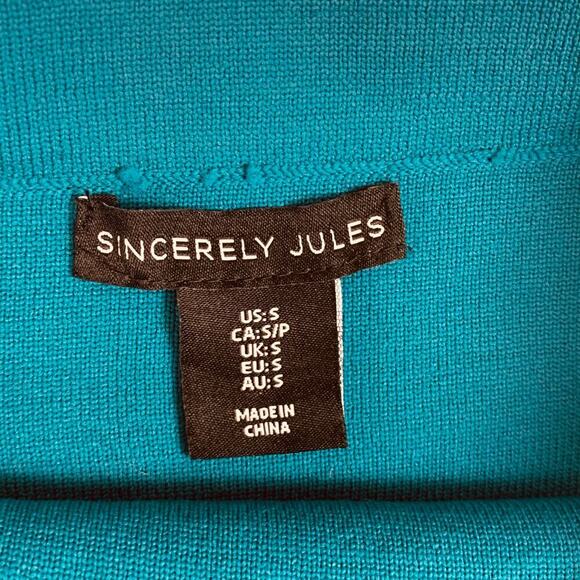 SINCERELY JULES
US: S
CA: S/P
UK: S
EU: S
AU: S
MADE IN
CHINA